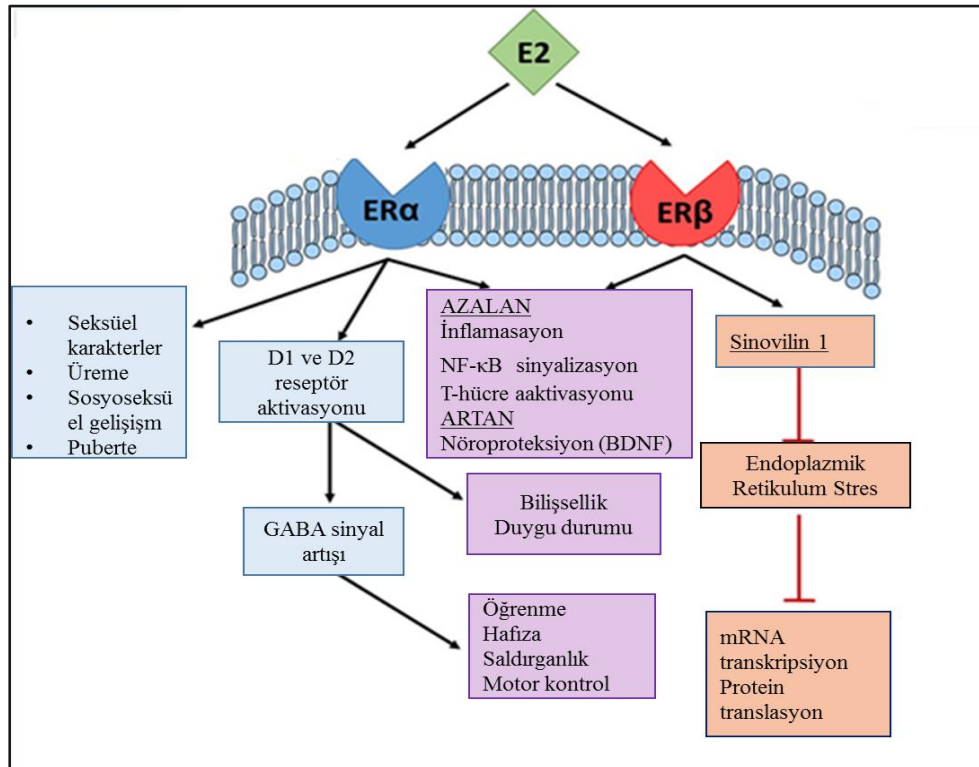 E2
ERα
ERβ
• Seksüel
karakterler
• Üreme
• Sosyoseksü
el gelişişm
• Puberte
D1 ve D2
reseptör
aktivasyonu
AZALAN
İnflamasayon
NF-κB sinyalizasyon
T-hücre aaktivasyonu
ARTAN
Nöroproteksiyon (BDNF)
Sinovilin 1
Endoplazmik
Retikulum Stres
GABA sinyal
artışı
Bilişsellik
Duygu durumu
Öğrenme
Hafıza
Saldırganlık
Motor kontrol
mRNA
transkripsiyon
Protein
translasyon